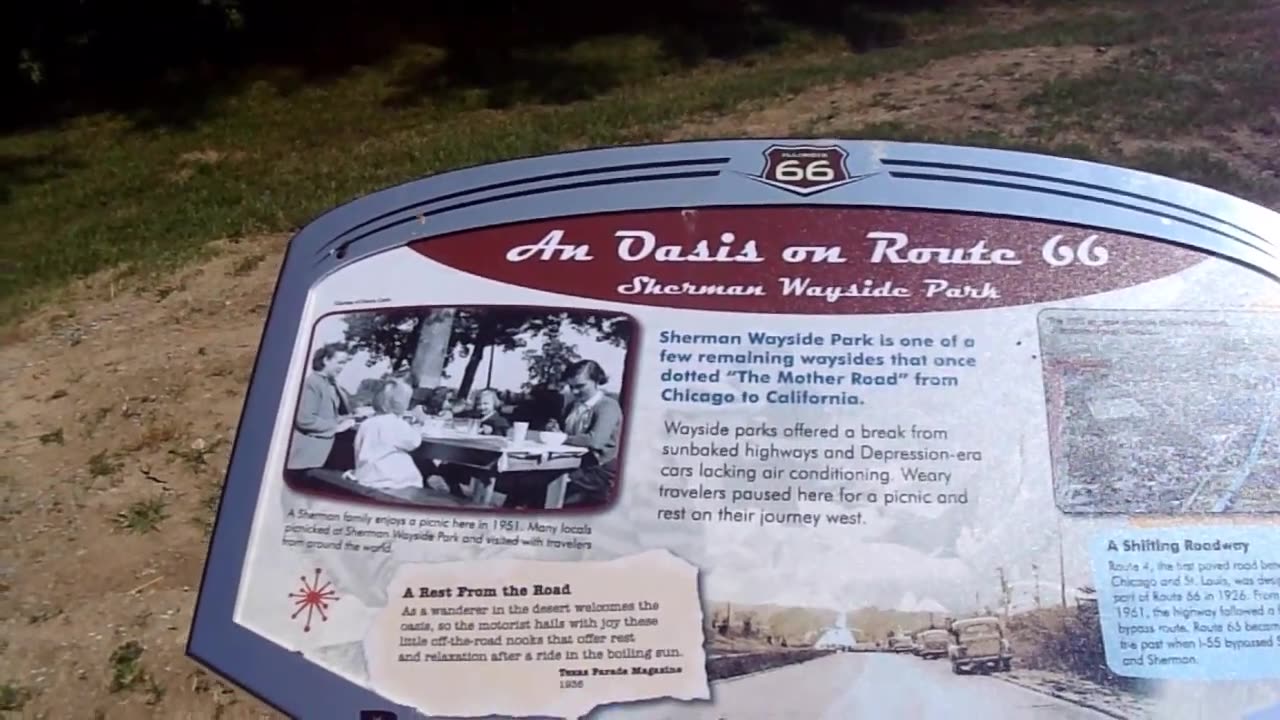 ILLINOIS
66
An Oasis on Route 66
Sherman Wayside Park
Sherman Wayside Park is one of a
few remaining waysides that once
dotted "The Mother Road" from
Chicago to California.
Wayside parks offered a break from
sunbaked highways and Depression-era
cars lacking air conditioning. Weary
travelers paused here for a picnic and
rest on their journey west.
A Sherman family enjoys a picnic here in 1951. Many locals
picnicked at Sherman Wayside Park and visited with travelers
from around the world.
A Rest From the Road
As a wanderer in the desert welcomes the
oasis, so the motorist hails with joy these
little off-the-road nooks that offer rest
and relaxation after a ride in the boiling sun.
Texas Parade Magazine
1936
A Shifting Roadway
Route 4, the first paved road
Chicago and St. Louis, was
part of Route 66 in 1926. From
1961, the highway followed a
bypass route. Route 66
the past when I-55 bypassed
and Sherman.